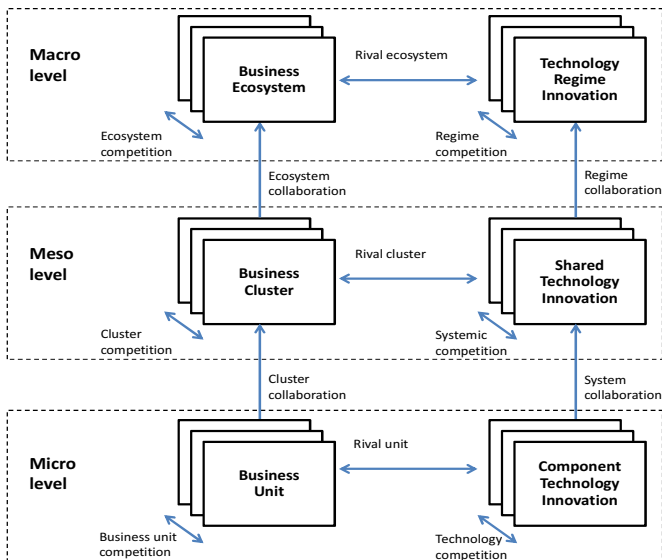 Macro
level
Business
Ecosystem
Rival ecosystem
Technology
Regime
Innovation
Ecosystem
competition
Regime
competition
Ecosystem
collaboration
Regime
collaboration
Meso
level
Business
Cluster
Rival cluster
Shared
Technology
Innovation
Cluster
competition
Systemic
competition
Cluster
collaboration
System
collaboration
Micro
level
Business
Unit
Rival unit
Component
Technology
Innovation
Business unit
competition
Technology
competition